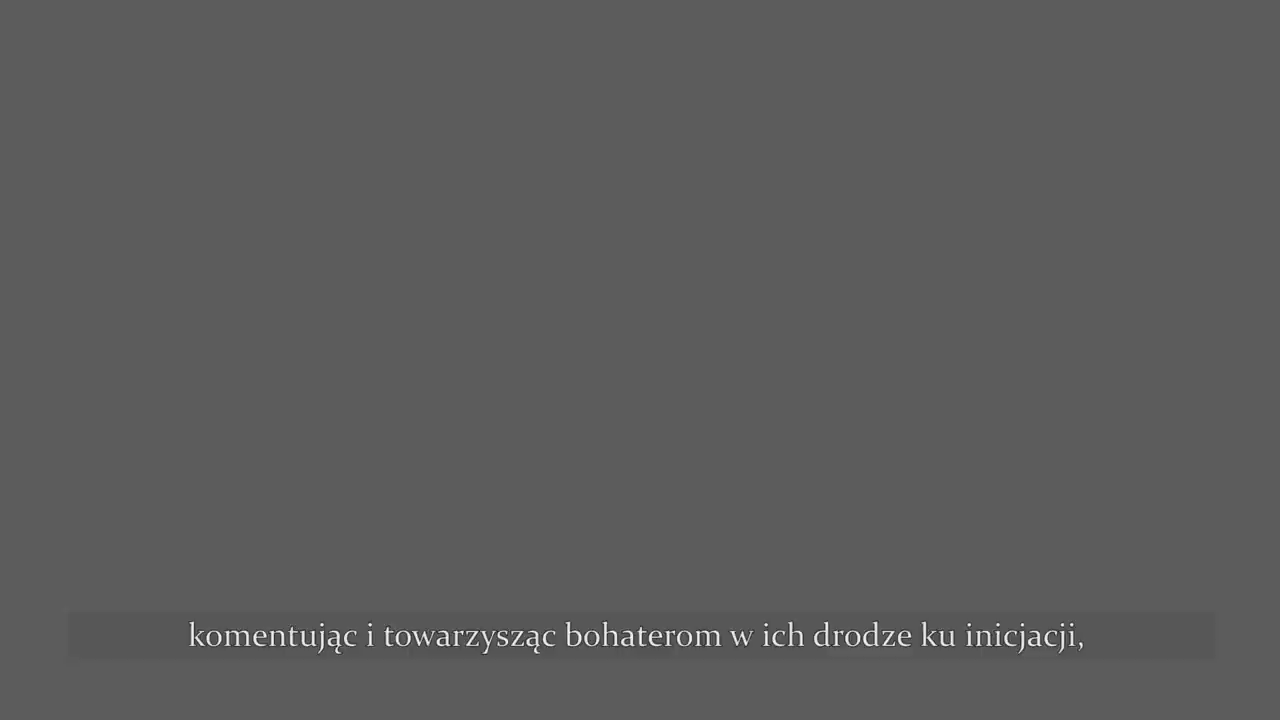 komentując i towarzysząc bohaterom w ich drodze ku inicjacji,